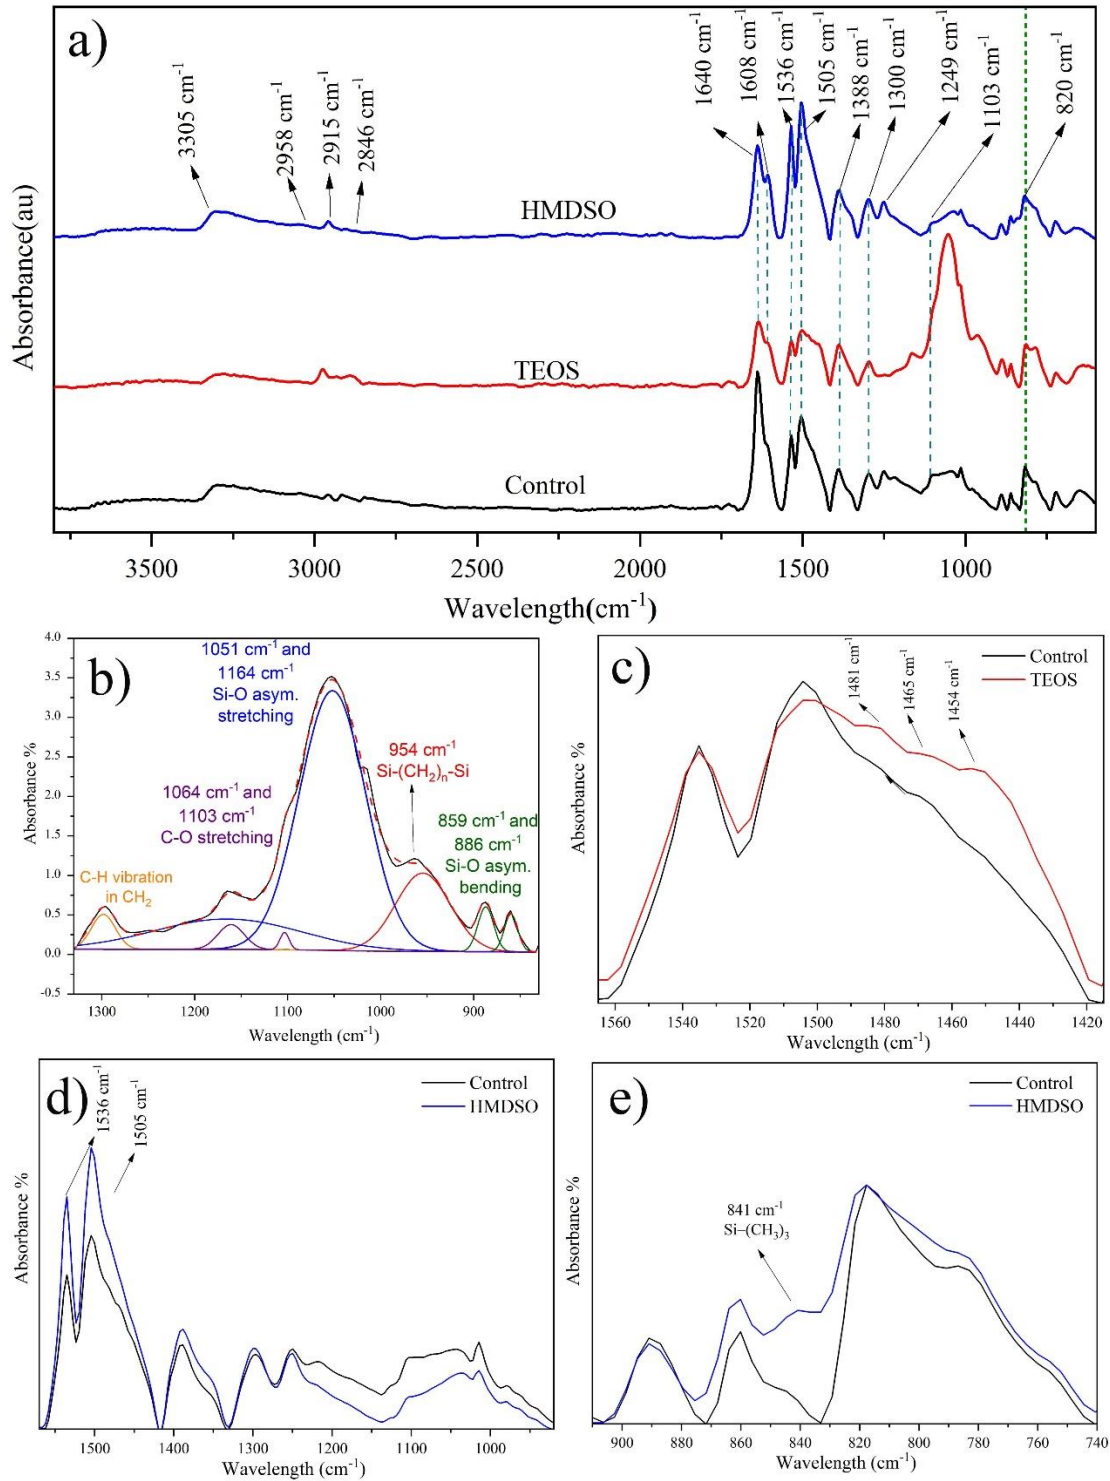 a)
3305 cm-1
2958 cm-1
2915 cm-1
2846 cm-1
1640 cm-1
1608 cm-1
1536 cm-1
1505 cm-1
1388 cm-1
1300 cm-1
1249 cm-1
1103 cm-1
820 cm-1
HMDSO
TEOS
Control
Absorbance(au)
3500 3000 2500 2000 1500 1000
Wavelength(cm-1)
b)
1051 cm-1 and
1164 cm-1
Si-O asym.
stretching
954 cm-1
Si-(CH2)n-Si
1064 cm-1 and
1103 cm-1
C-O stretching
859 cm-1 and
886 cm-1
Si-O asym.
bending
C-H vibration
in CH2
Absorbance %
4.0
3.5
3.0
2.5
2.0
1.5
1.0
0.5
0.0
-0.5
1300 1200 1100 1000 900
Wavelength (cm-1)
c)
1481 cm-1
1465 cm-1
1454 cm-1
Control
TEOS
Absorbance %
1560 1540 1520 1500 1480 1460 1440 1420
Wavelength (cm-1)
d)
1536 cm-1
1505 cm-1
Control
HMDSO
Absorbance %
1500 1400 1300 1200 1100 1000
Wavelength (cm-1)
e)
Control
HMDSO
841 cm-1
Si–(CH3)3
Absorbance %
900 880 860 840 820 800 780 760 740
Wavelength (cm-1)